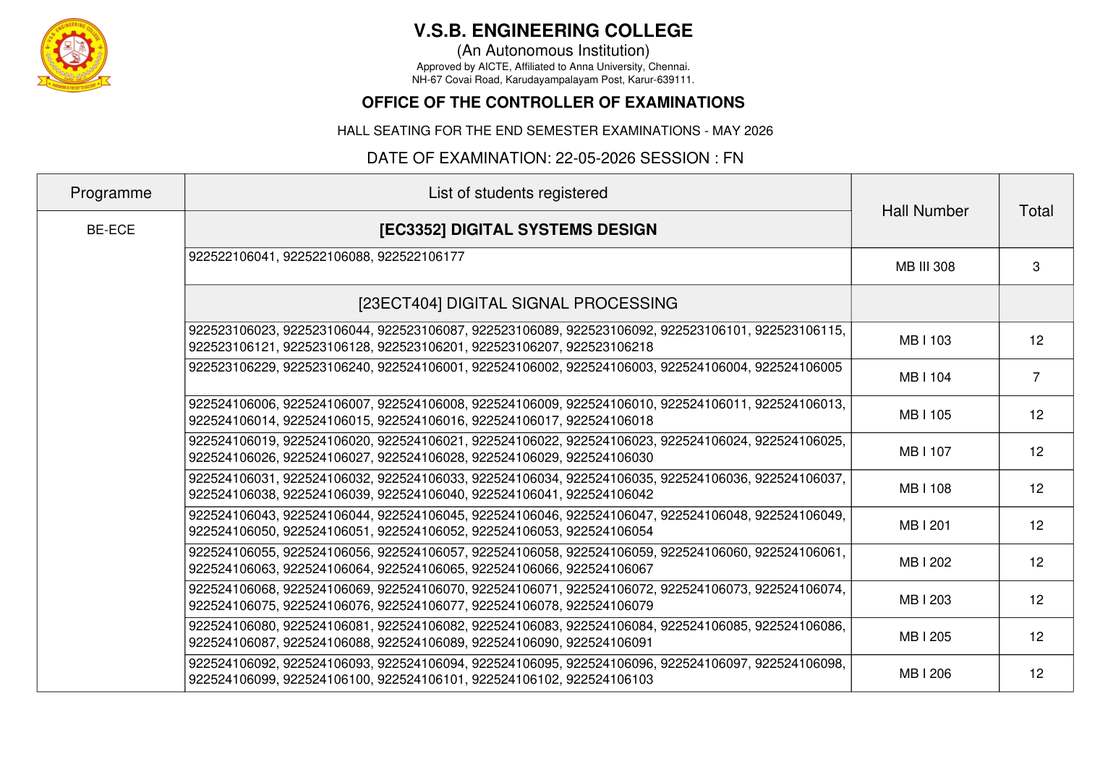 V.S.B. ENGINEERING COLLEGE
(An Autonomous Institution)
Approved by AICTE, Affiliated to Anna University, Chennai.
NH-67 Covai Road, Karudayampalayam Post, Karur-639111.
OFFICE OF THE CONTROLLER OF EXAMINATIONS
HALL SEATING FOR THE END SEMESTER EXAMINATIONS - MAY 2026
DATE OF EXAMINATION: 22-05-2026 SESSION : FN
Programme List of students registered Hall Number Total
BE-ECE [EC3352] DIGITAL SYSTEMS DESIGN
922522106041, 922522106088, 922522106177 MB III 308 3
[23ECT404] DIGITAL SIGNAL PROCESSING
922523106023, 922523106044, 922523106087, 922523106089, 922523106092, 922523106101, 922523106115,
922523106121, 922523106128, 922523106201, 922523106207, 922523106218 MB I 103 12
922523106229, 922523106240, 922524106001, 922524106002, 922524106003, 922524106004, 922524106005 MB I 104 7
922524106006, 922524106007, 922524106008, 922524106009, 922524106010, 922524106011, 922524106013,
922524106014, 922524106015, 922524106016, 922524106017, 922524106018 MB I 105 12
922524106019, 922524106020, 922524106021, 922524106022, 922524106023, 922524106024, 922524106025,
922524106026, 922524106027, 922524106028, 922524106029, 922524106030 MB I 107 12
922524106031, 922524106032, 922524106033, 922524106034, 922524106035, 922524106036, 922524106037,
922524106038, 922524106039, 922524106040, 922524106041, 922524106042 MB I 108 12
922524106043, 922524106044, 922524106045, 922524106046, 922524106047, 922524106048, 922524106049,
922524106050, 922524106051, 922524106052, 922524106053, 922524106054 MB I 201 12
922524106055, 922524106056, 922524106057, 922524106058, 922524106059, 922524106060, 922524106061,
922524106063, 922524106064, 922524106065, 922524106066, 922524106067 MB I 202 12
922524106068, 922524106069, 922524106070, 922524106071, 922524106072, 922524106073, 922524106074,
922524106075, 922524106076, 922524106077, 922524106078, 922524106079 MB I 203 12
922524106080, 922524106081, 922524106082, 922524106083, 922524106084, 922524106085, 922524106086,
922524106087, 922524106088, 922524106089, 922524106090, 922524106091 MB I 205 12
922524106092, 922524106093, 922524106094, 922524106095, 922524106096, 922524106097, 922524106098,
922524106099, 922524106100, 922524106101, 922524106102, 922524106103 MB I 206 12